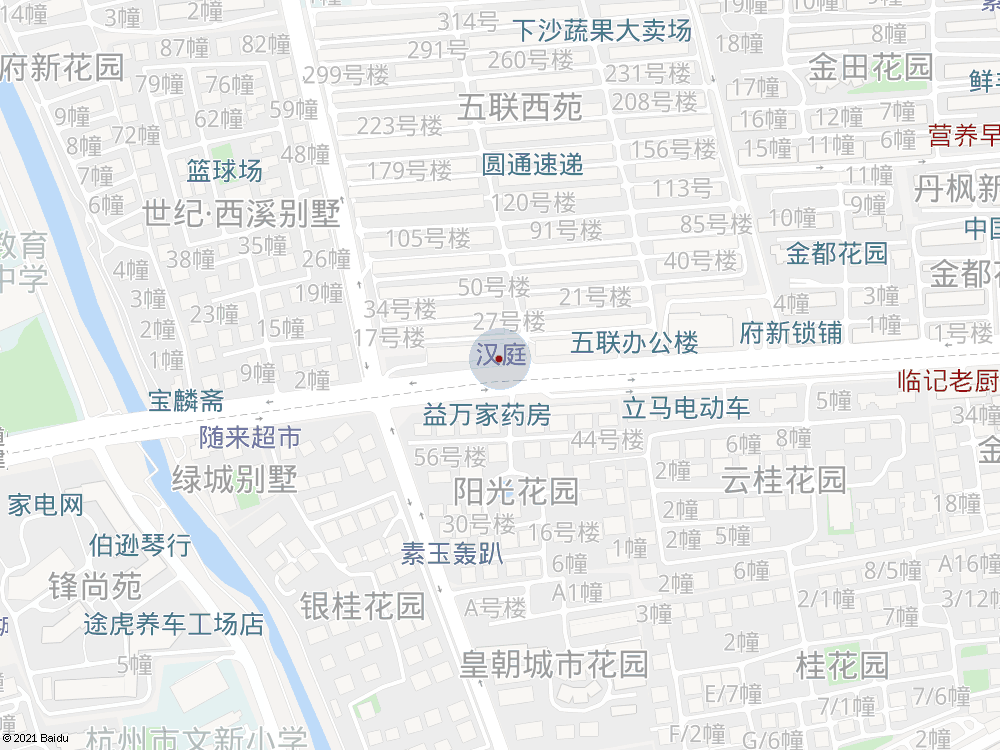 14幢
13幢
314号
下沙蔬果大卖场
18幢
10幢
8幢
87幢
82幢
291号
260号楼
府新花园
79幢
76幢
299号楼
231号楼
金田花园
17幢
9幢
59幢
五联西苑
208号楼
12幢
7幢
16幢
8幢
72幢
62幢
223号楼
营养早
6幢
48幢
156号楼
15幢
11幢
7幢
篮球场
179号楼
圆通速递
113号
11幢
丹枫新
6幢
世纪·西溪别墅
120号楼
10幢
9幢
91号楼
85号楼
105号楼
教育
35幢
金都花园
中学
4幢
38幢
26幢
40号楼
金都花
3幢
19幢
50号楼
21号楼
4幢
3幢
34号楼
2幢
23幢
15幢
27号楼
17号楼
五联办公楼
府新锁铺
1幢
1号楼
1幢
汉庭
9幢
2幢
临记老厨
宝麟斋
益万家药房
立马电动车
5幢
34幢
随来超市
44号楼
6幢
8幢
56号楼
2幢
绿城别墅
阳光花园
云桂花园
家电网
2幢
30号楼
16号楼
5幢
伯逊琴行
1幢
素玉轰趴
6幢
锋尚苑
2幢
6幢
8/5幢
A16幢
银桂花园
A号楼
A1幢
3幢
2/1幢
3/12幢
途虎养车工场店
2幢
5幢
皇朝城市花园
桂花园
E/7幢
1/7幢
7/6幢
F/2幢
G/6幢
杭州市文新小学
© 2021 Baidu